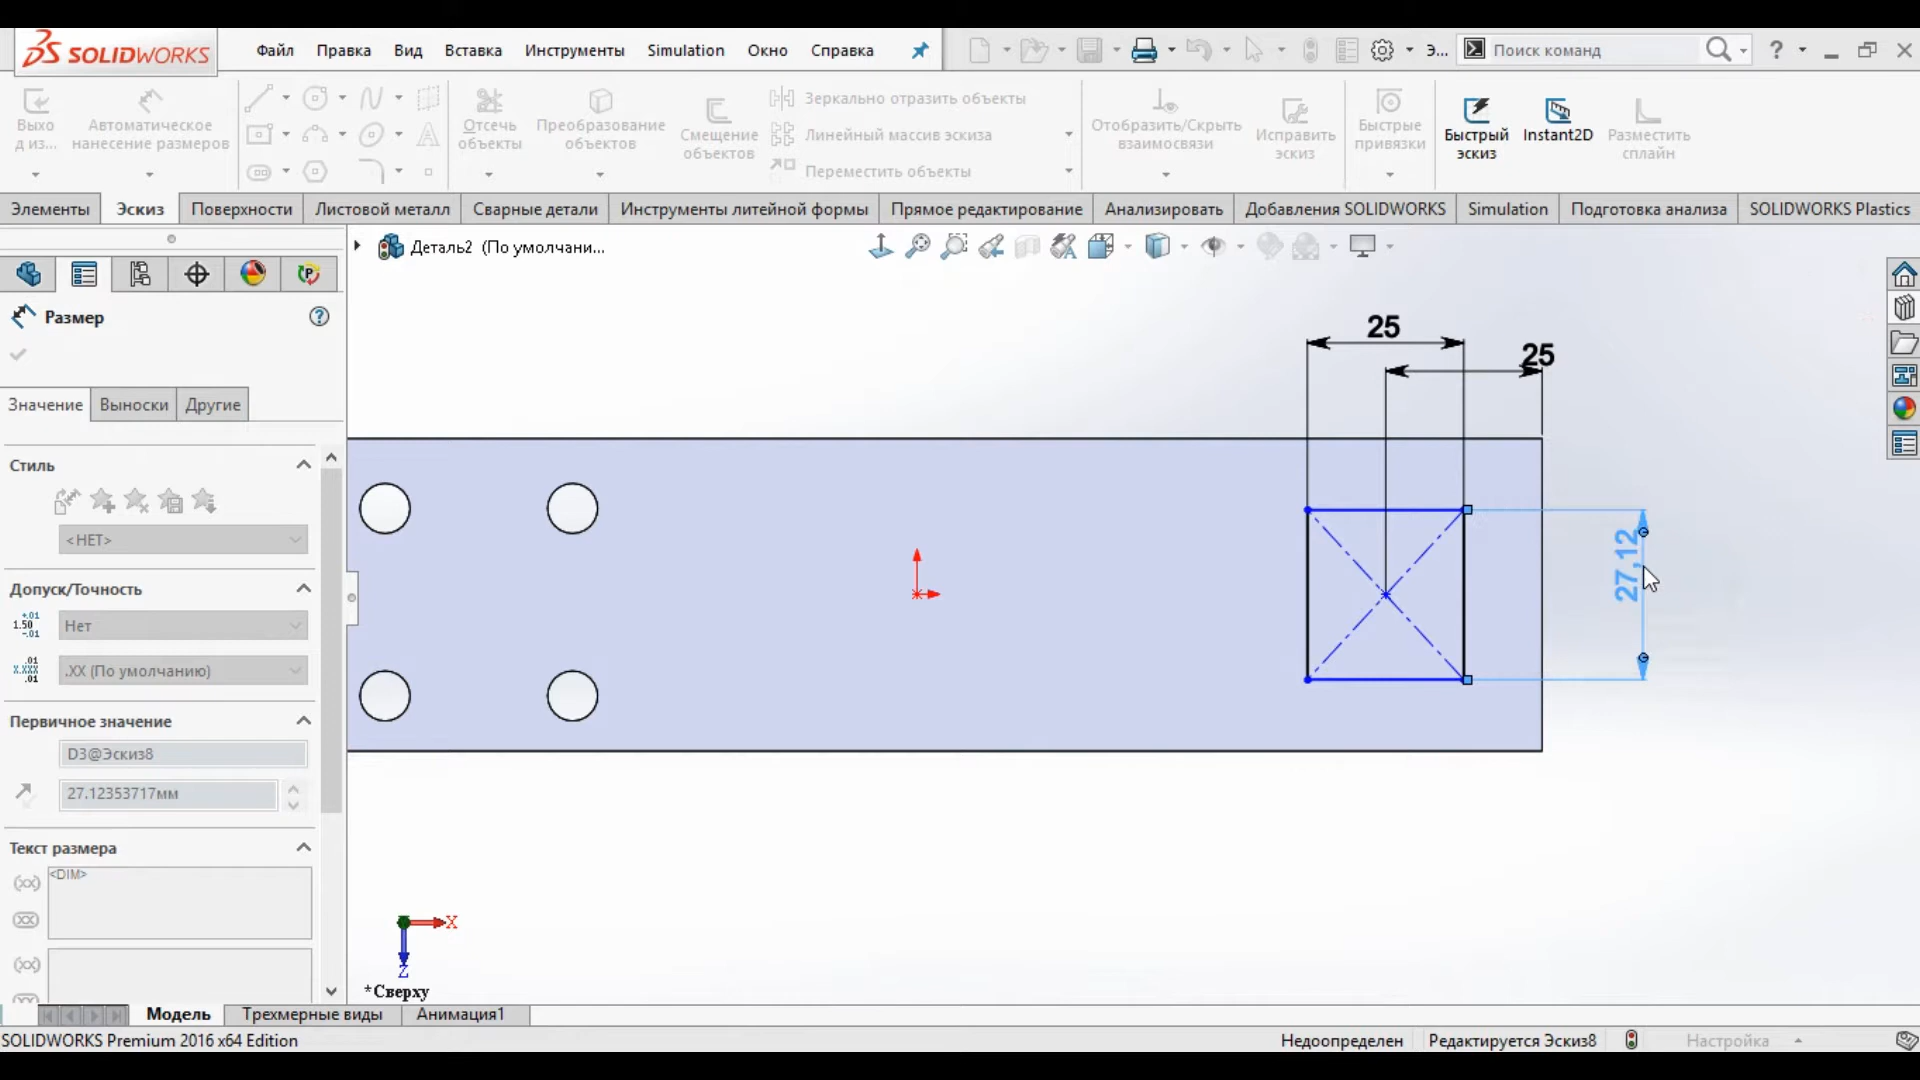 SOLIDWORKS
Файл Правка Вид Вставка Инструменты Simulation Окно Справка
Э... Поиск команд ?
Выхо
д из...
Автоматическое
нанесение размеров
Отсечь
объекты
Преобразование
объектов
Смещение
объектов
Зеркально отразить объекты
Линейный массив эскиза
Переместить объекты
Отобразить/Скрыть
взаимосвязи
Исправить
эскиз
Быстрые
привязки
Быстрый
эскиз
Instant2D
Разместить
сплайн
Элементы Эскиз Поверхности Листовой металл Сварные детали Инструменты литейной формы Прямое редактирование Анализировать Добавления SOLIDWORKS Simulation Подготовка анализа SOLIDWORKS Plastics
Деталь2 (По умолчани...
Размер
Значение Выноски Другие
Стиль
<НЕТ>
Допуск/Точность
Нет
.XX (По умолчанию)
Первичное значение
D3@Эскиз8
27.12353717мм
Текст размера
<DIM>
25
25
27,12
X
Z
*Сверху
Модель Трехмерные виды Анимация1
SOLIDWORKS Premium 2016 x64 Edition
Недоопределен Редактируется Эскиз8 Настройка